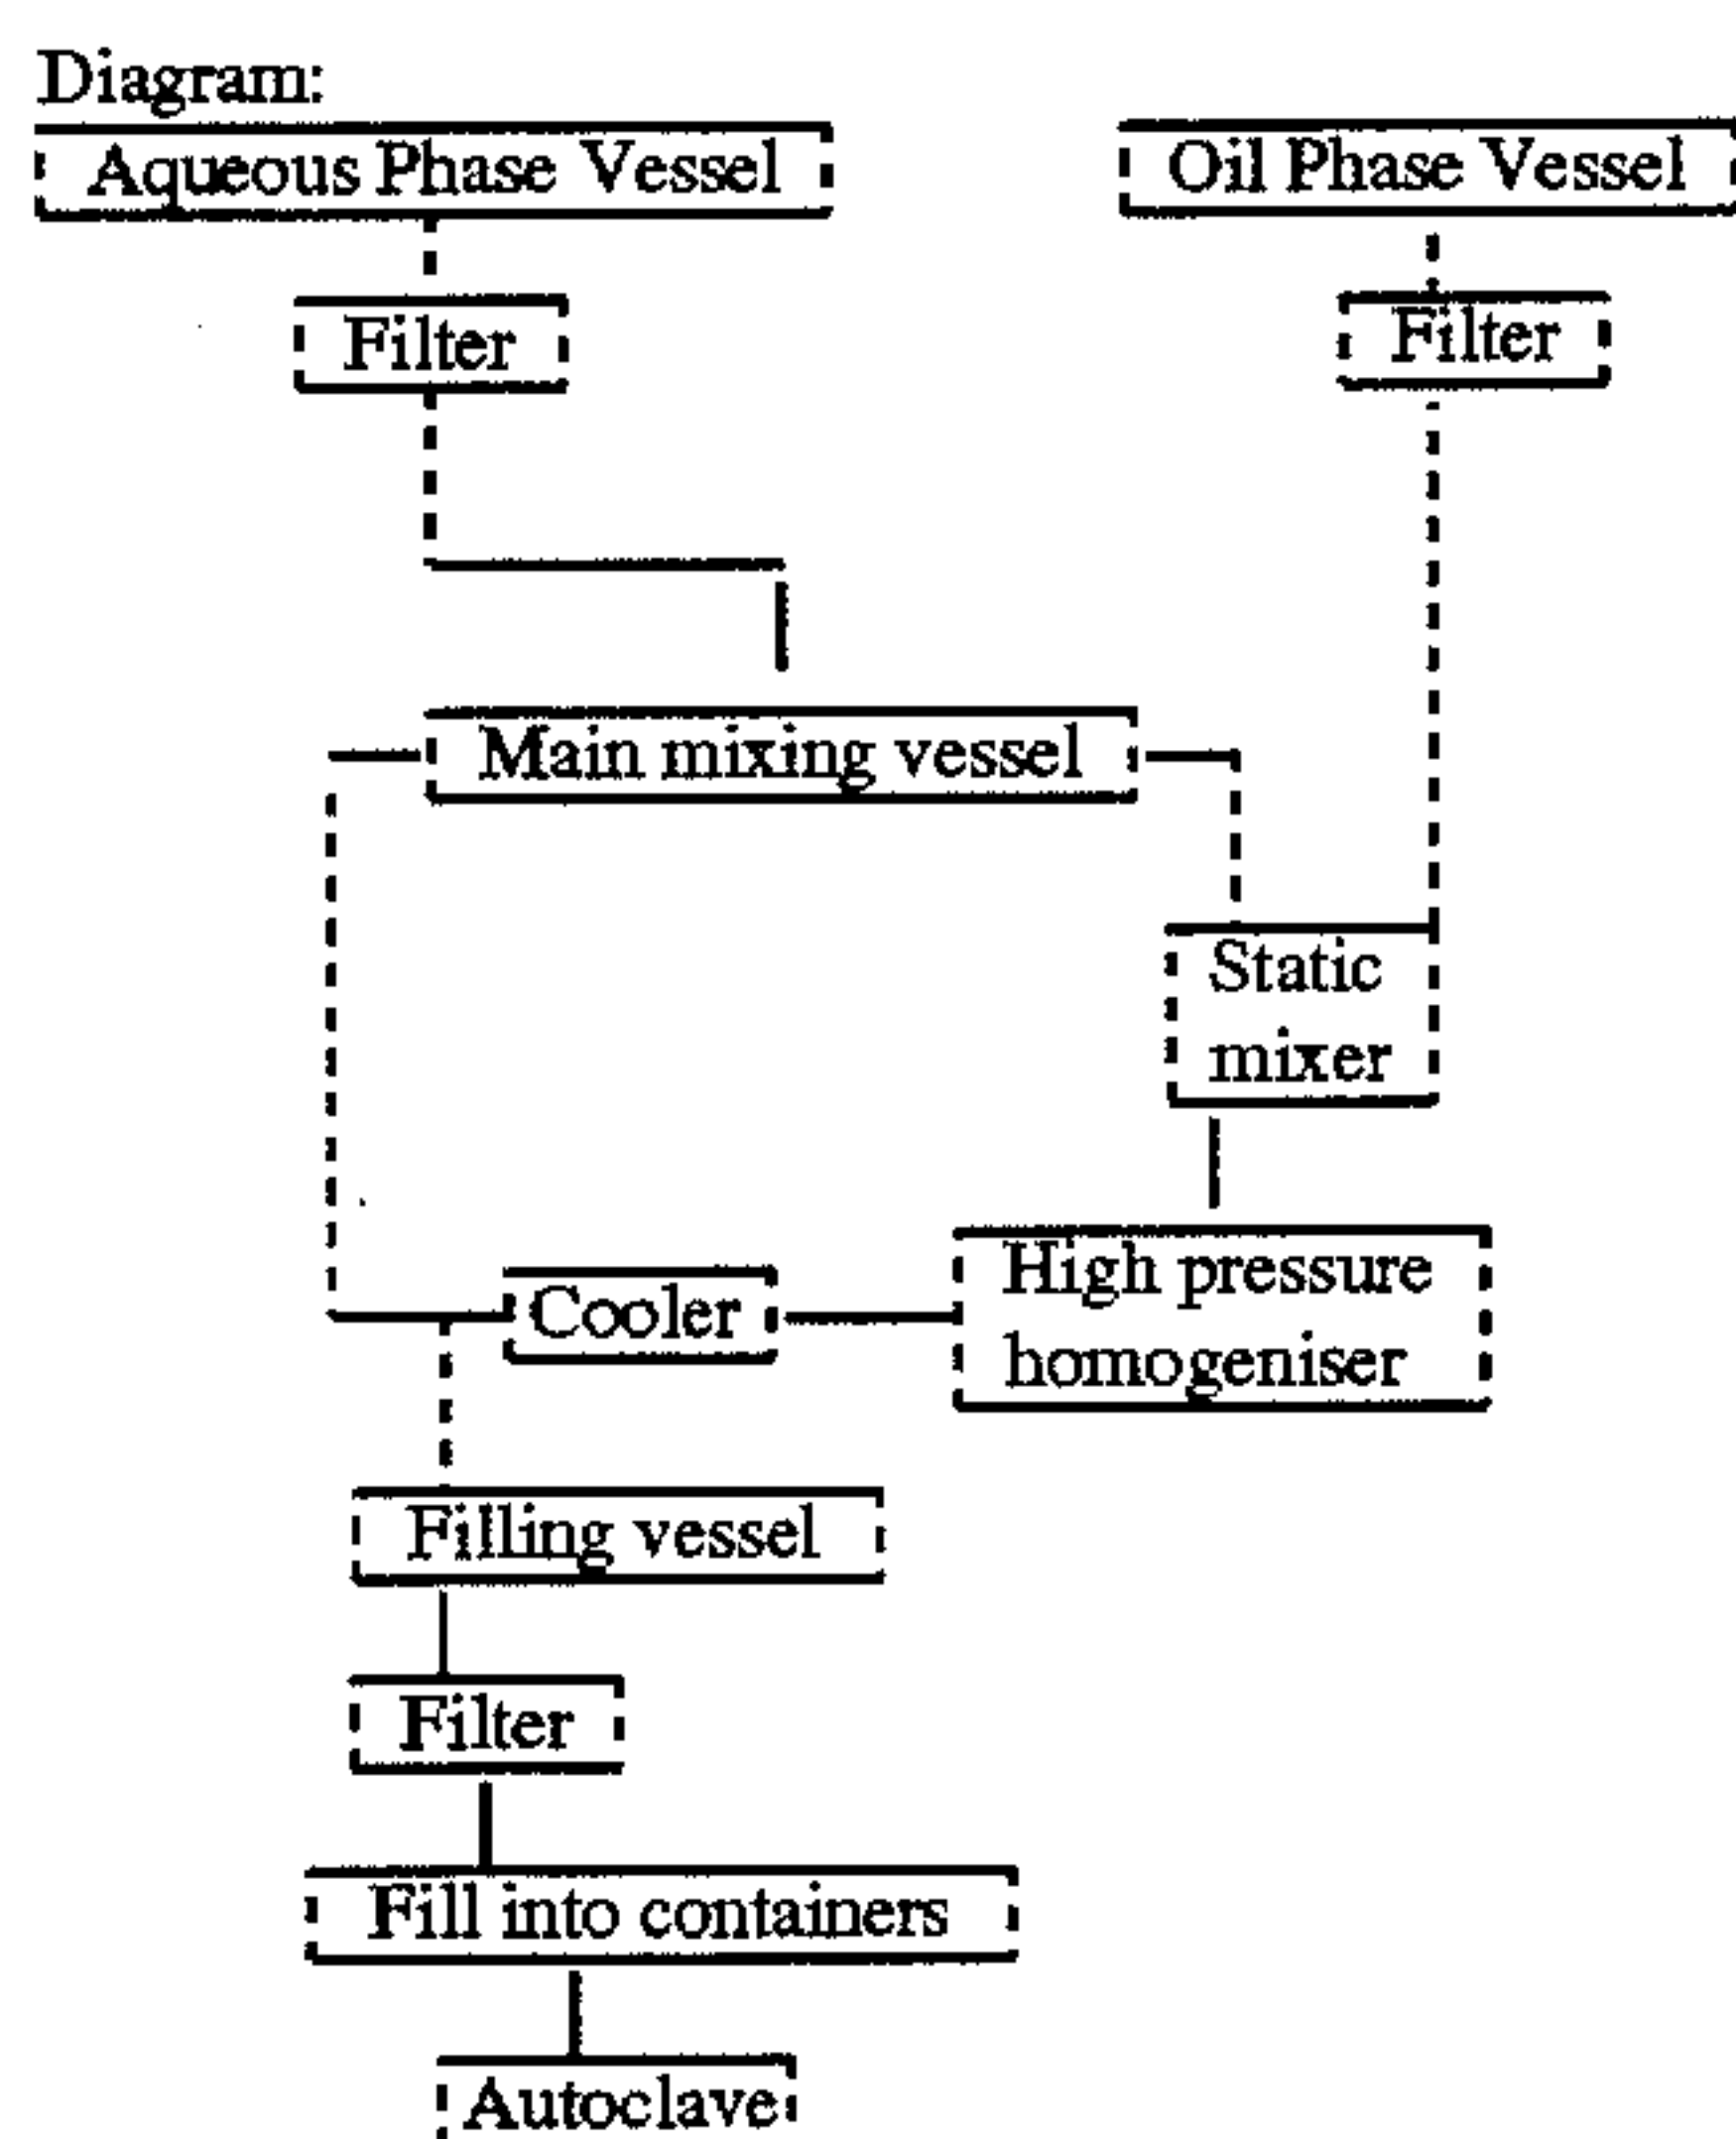 Diagram:
Aqueous Phase Vessel
Oil Phase Vessel
Filter
Filter
Main mixing vessel
Static
mixer
High pressure
homogeniser
Cooler
Filling vessel
Filter
Fill into containers
Autoclave